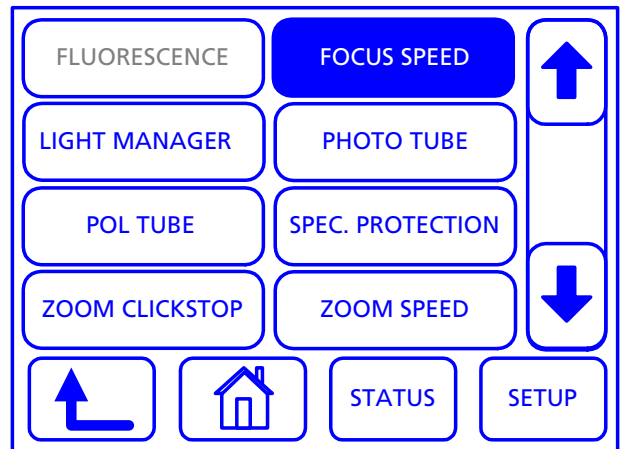 FLUORESCENCE
FOCUS SPEED
LIGHT MANAGER
PHOTO TUBE
POL TUBE
SPEC. PROTECTION
ZOOM CLICKSTOP
ZOOM SPEED
STATUS
SETUP